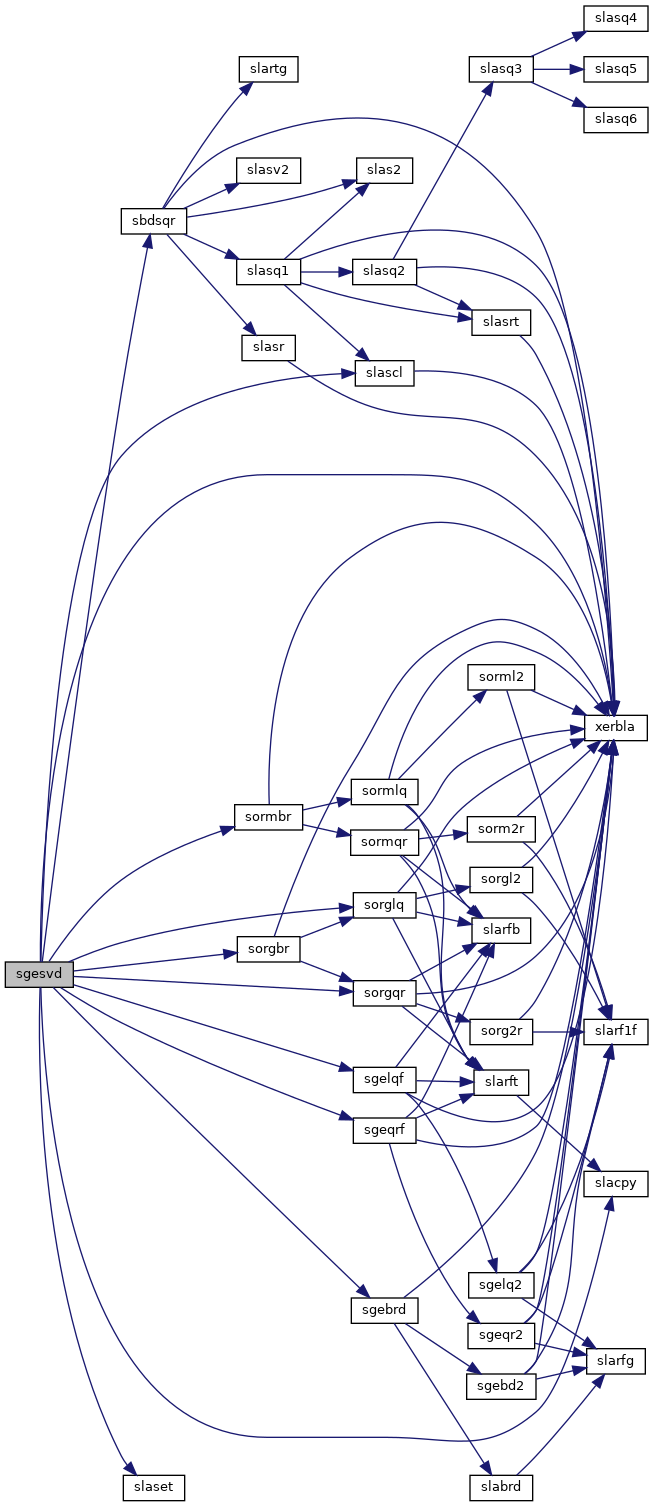 slasq4
slartg
slasq3
slasq5
slasq6
slasv2
slas2
sbdsqr
slasq1
slasq2
slasrt
slasr
slascl
sorml2
xerbla
sormlq
sormbr
sorm2r
sormqr
sorgl2
sorglq
slarfb
sorgbr
sgesvd
sorgqr
sorg2r
slarf1f
sgelqf
slarft
sgeqrf
slacpy
sgelq2
sgebrd
sgeqr2
slarfg
sgebd2
slaset
slabrd